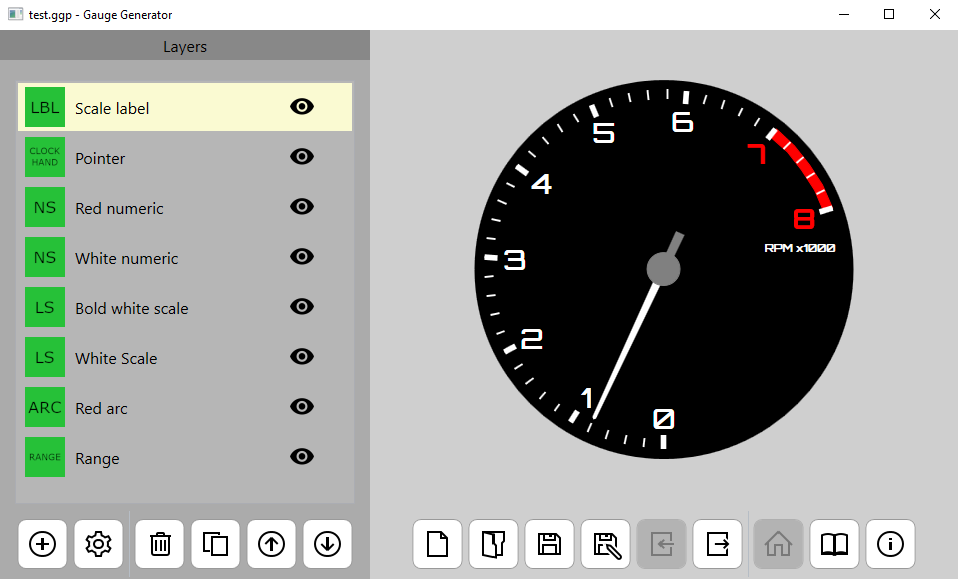 test.ggp - Gauge Generator
Layers
LBL Scale label
CLOCK
HAND
Pointer
NS Red numeric
NS White numeric
LS Bold white scale
LS White Scale
ARC Red arc
RANGE Range
6
5
7
4
8
RPM x1000
3
2
1
0